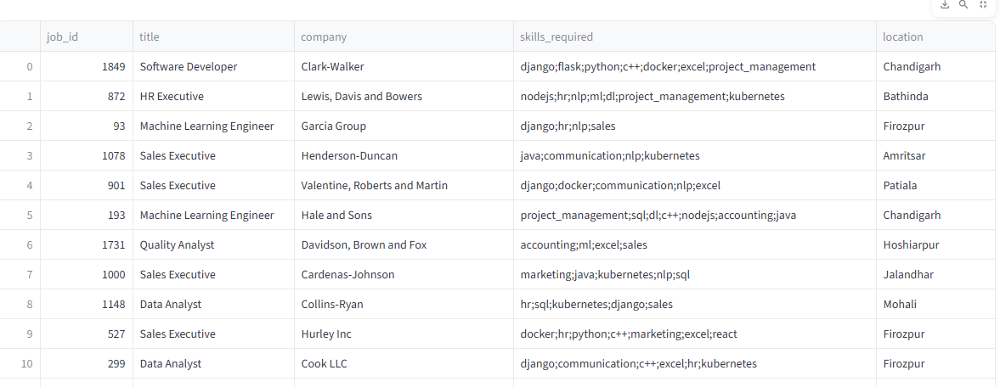 job_id title company skills_required location
0 1849 Software Developer Clark-Walker django;flask;python;c++;docker;excel;project_management Chandigarh
1 872 HR Executive Lewis, Davis and Bowers nodejs;hr;nlp;ml;dl;project_management;kubernetes Bathinda
2 93 Machine Learning Engineer Garcia Group django;hr;nlp;sales Firozpur
3 1078 Sales Executive Henderson-Duncan java;communication;nlp;kubernetes Amritsar
4 901 Sales Executive Valentine, Roberts and Martin django;docker;communication;nlp;excel Patiala
5 193 Machine Learning Engineer Hale and Sons project_management;sql;dl;c++;nodejs;accounting;java Chandigarh
6 1731 Quality Analyst Davidson, Brown and Fox accounting;ml;excel;sales Hoshiarpur
7 1000 Sales Executive Cardenas-Johnson marketing;java;kubernetes;nlp;sql Jalandhar
8 1148 Data Analyst Collins-Ryan hr;sql;kubernetes;django;sales Mohali
9 527 Sales Executive Hurley Inc docker;hr;python;c++;marketing;excel;react Firozpur
10 299 Data Analyst Cook LLC django;communication;c++;excel;hr;kubernetes Firozpur